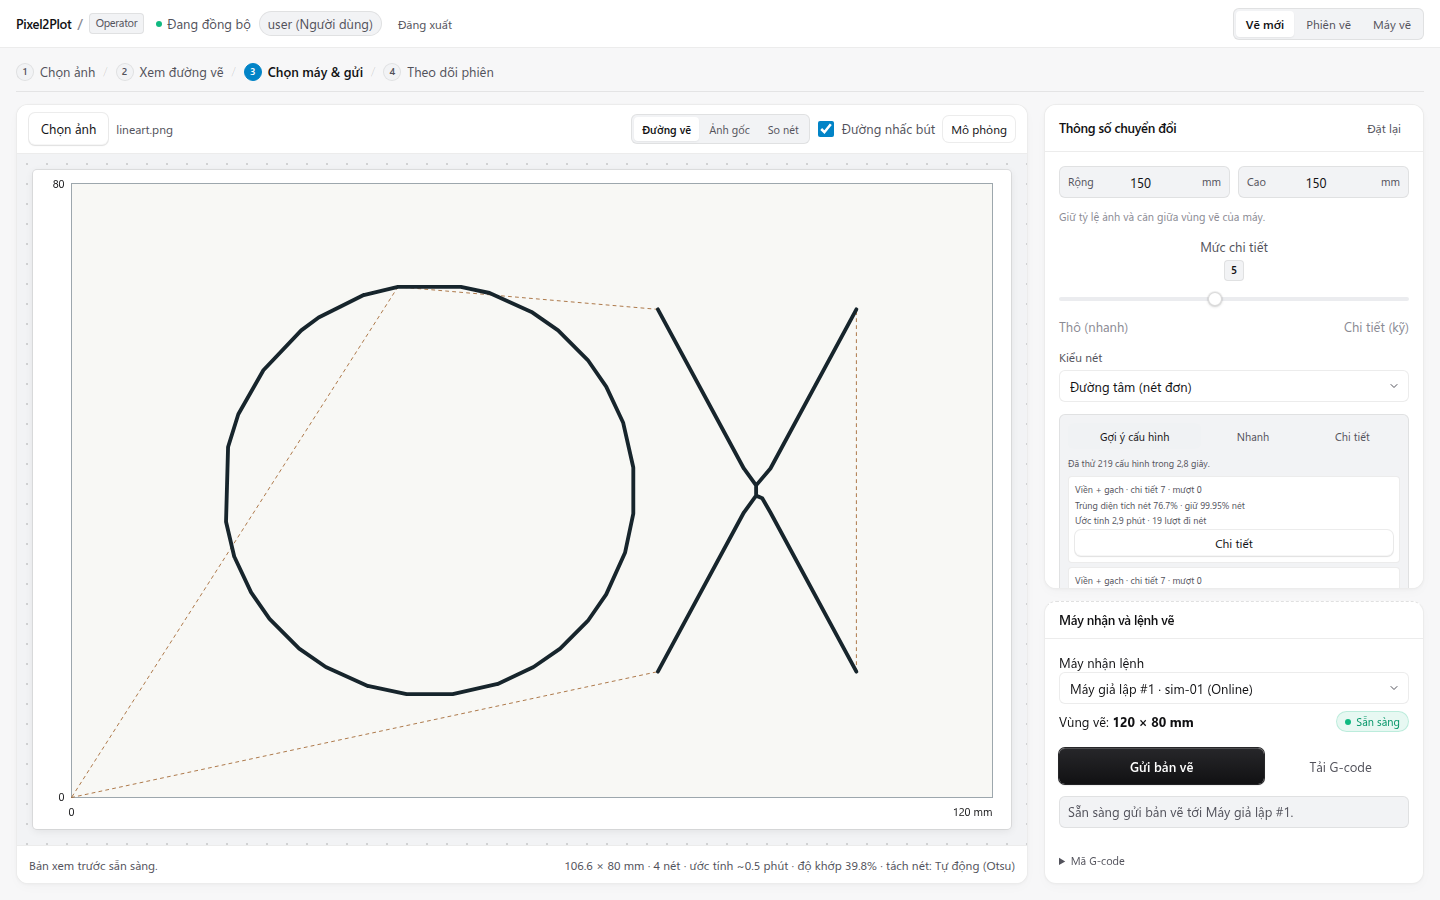 Pixel2Plot / Operator Đang đồng bộ user (Người dùng) Đăng xuất Vẽ mới Phiên vẽ Máy vẽ
1 Chọn ảnh / 2 Xem đường vẽ / 3 Chọn máy & gửi / 4 Theo dõi phiên
Chọn ảnh lineart.png Đường vẽ Ảnh gốc So nét Đường nhấc bút Mô phỏng
80
0
0 120 mm
Bản xem trước sẵn sàng. 106.6 × 80 mm · 4 nét · ước tính ~0.5 phút · độ khớp 39.8% · tách nét: Tự động (Otsu)
Thông số chuyển đổi Đặt lại
Rộng 150 mm Cao 150 mm
Giữ tỷ lệ ảnh và căn giữa vùng vẽ của máy.
Mức chi tiết
5
Thô (nhanh) Chi tiết (kỹ)
Kiểu nét
Đường tâm (nét đơn)
Gợi ý cấu hình Nhanh Chi tiết
Đã thử 219 cấu hình trong 2,8 giây.
Viền + gạch · chi tiết 7 · mượt 0
Trùng diện tích nét 76.7% · giữ 99.95% nét
Ước tính 2,9 phút · 19 lượt đi nét
Chi tiết
Viền + gạch · chi tiết 7 · mượt 0
Máy nhận và lệnh vẽ
Máy nhận lệnh
Máy giả lập #1 · sim-01 (Online)
Vùng vẽ: 120 × 80 mm Sẵn sàng
Gửi bản vẽ Tải G-code
Sẵn sàng gửi bản vẽ tới Máy giả lập #1.
Mã G-code